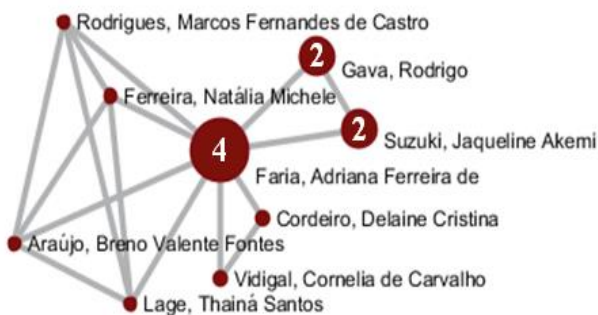 Rodrigues, Marcos Fernandes de Castro
2
Gava, Rodrigo
Ferreira, Natália Michele
2
Suzuki, Jaqueline Akemi
4
Faria, Adriana Ferreira de
Cordeiro, Delaine Cristina
Araújo, Breno Valente Fontes
Vidigal, Cornelia de Carvalho
Lage, Thainá Santos